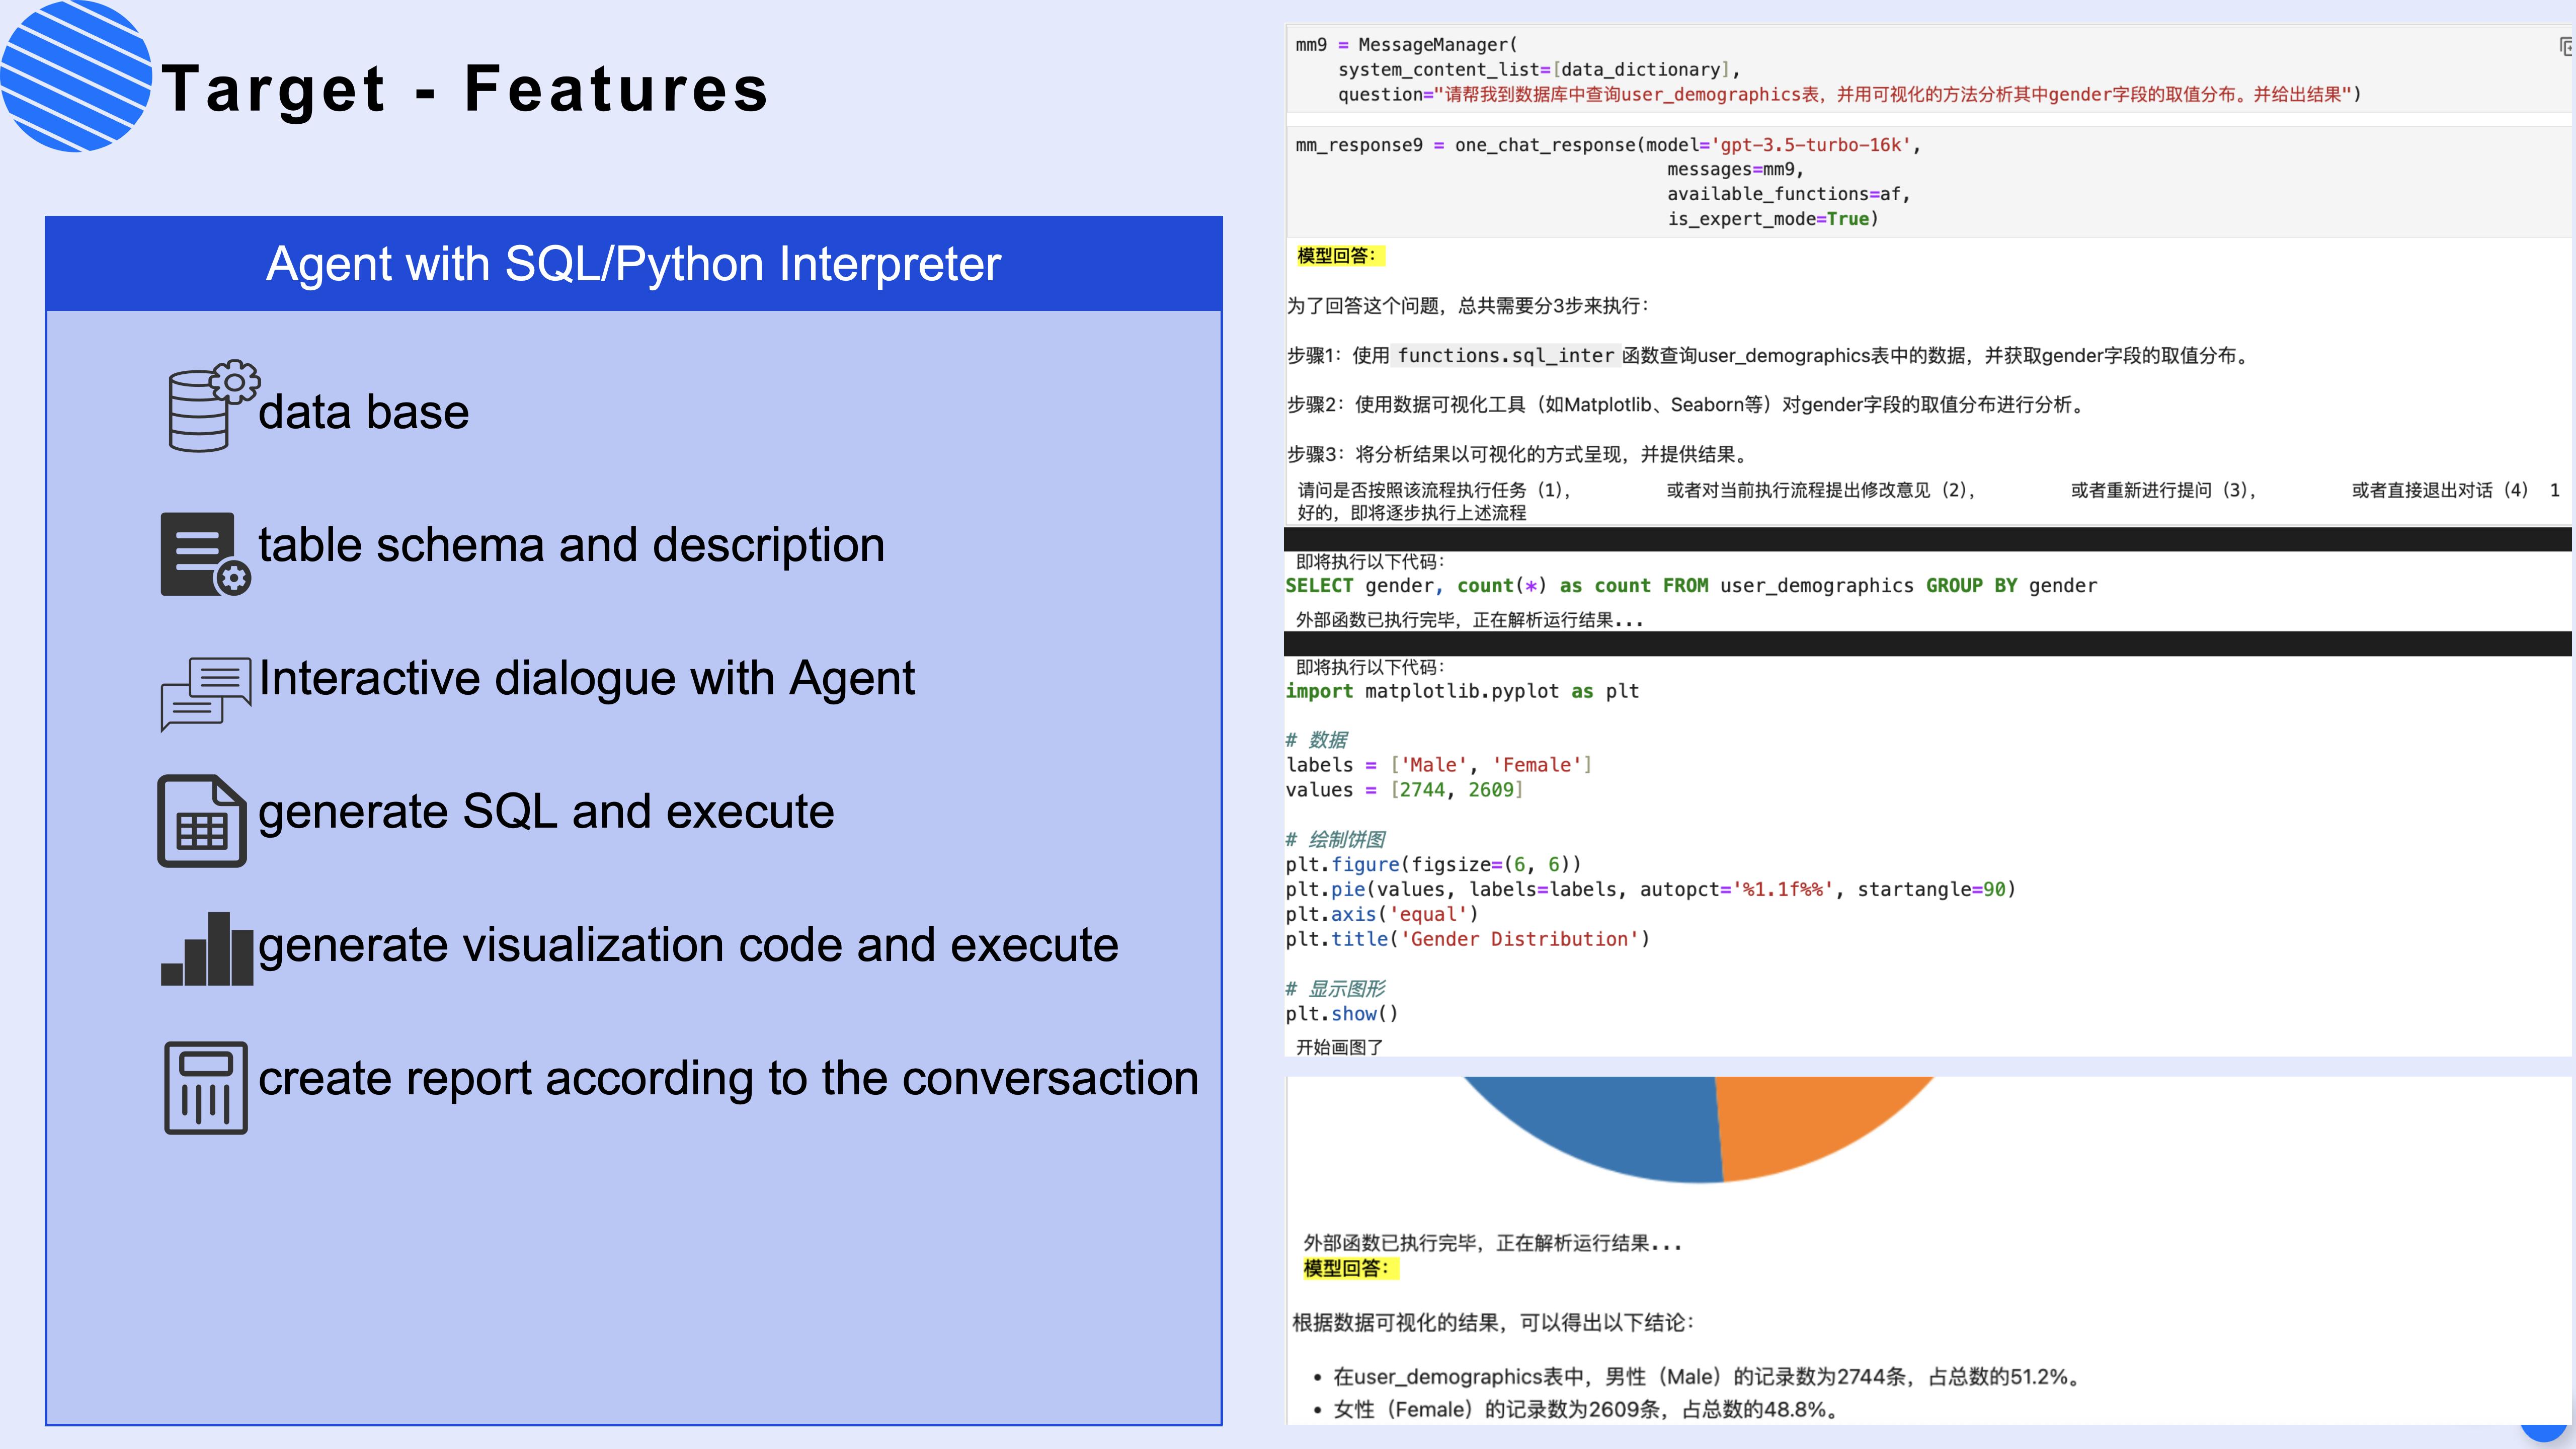 Target - Features
Agent with SQL/Python Interpreter
data base
table schema and description
Interactive dialogue with Agent
generate SQL and execute
generate visualization code and execute
create report according to the conversaction
mm9 = MessageManager(
system_content_list=[data_dictionary],
question="请帮我到数据库中查询user_demographics表，并用可视化的方法分析其中gender字段的取值分布。并给出结果")
mm_response9 = one_chat_response(model='gpt-3.5-turbo-16k',
messages=mm9,
available_functions=af,
is_expert_mode=True)
模型回答：
为了回答这个问题，总共需要分3步来执行：
步骤1：使用 functions.sql_inter 函数查询user_demographics表中的数据，并获取gender字段的取值分布。
步骤2：使用数据可视化工具（如Matplotlib、Seaborn等）对gender字段的取值分布进行分析。
步骤3：将分析结果以可视化的方式呈现，并提供结果。
请问是否按照该流程执行任务（1）， 或者对当前执行流程提出修改意见（2）， 或者重新进行提问（3）， 或者直接退出对话（4） 1
好的，即将逐步执行上述流程
即将执行以下代码：
SELECT gender, count(*) as count FROM user_demographics GROUP BY gender
外部函数已执行完毕，正在解析运行结果...
即将执行以下代码：
import matplotlib.pyplot as plt
# 数据
labels = ['Male', 'Female']
values = [2744, 2609]
# 绘制饼图
plt.figure(figsize=(6, 6))
plt.pie(values, labels=labels, autopct='%1.1f%%', startangle=90)
plt.axis('equal')
plt.title('Gender Distribution')
# 显示图形
plt.show()
开始画图了
外部函数已执行完毕，正在解析运行结果...
模型回答：
根据数据可视化的结果，可以得出以下结论：
• 在user_demographics表中，男性（Male）的记录数为2744条，占总数的51.2%。
• 女性（Female）的记录数为2609条，占总数的48.8%。